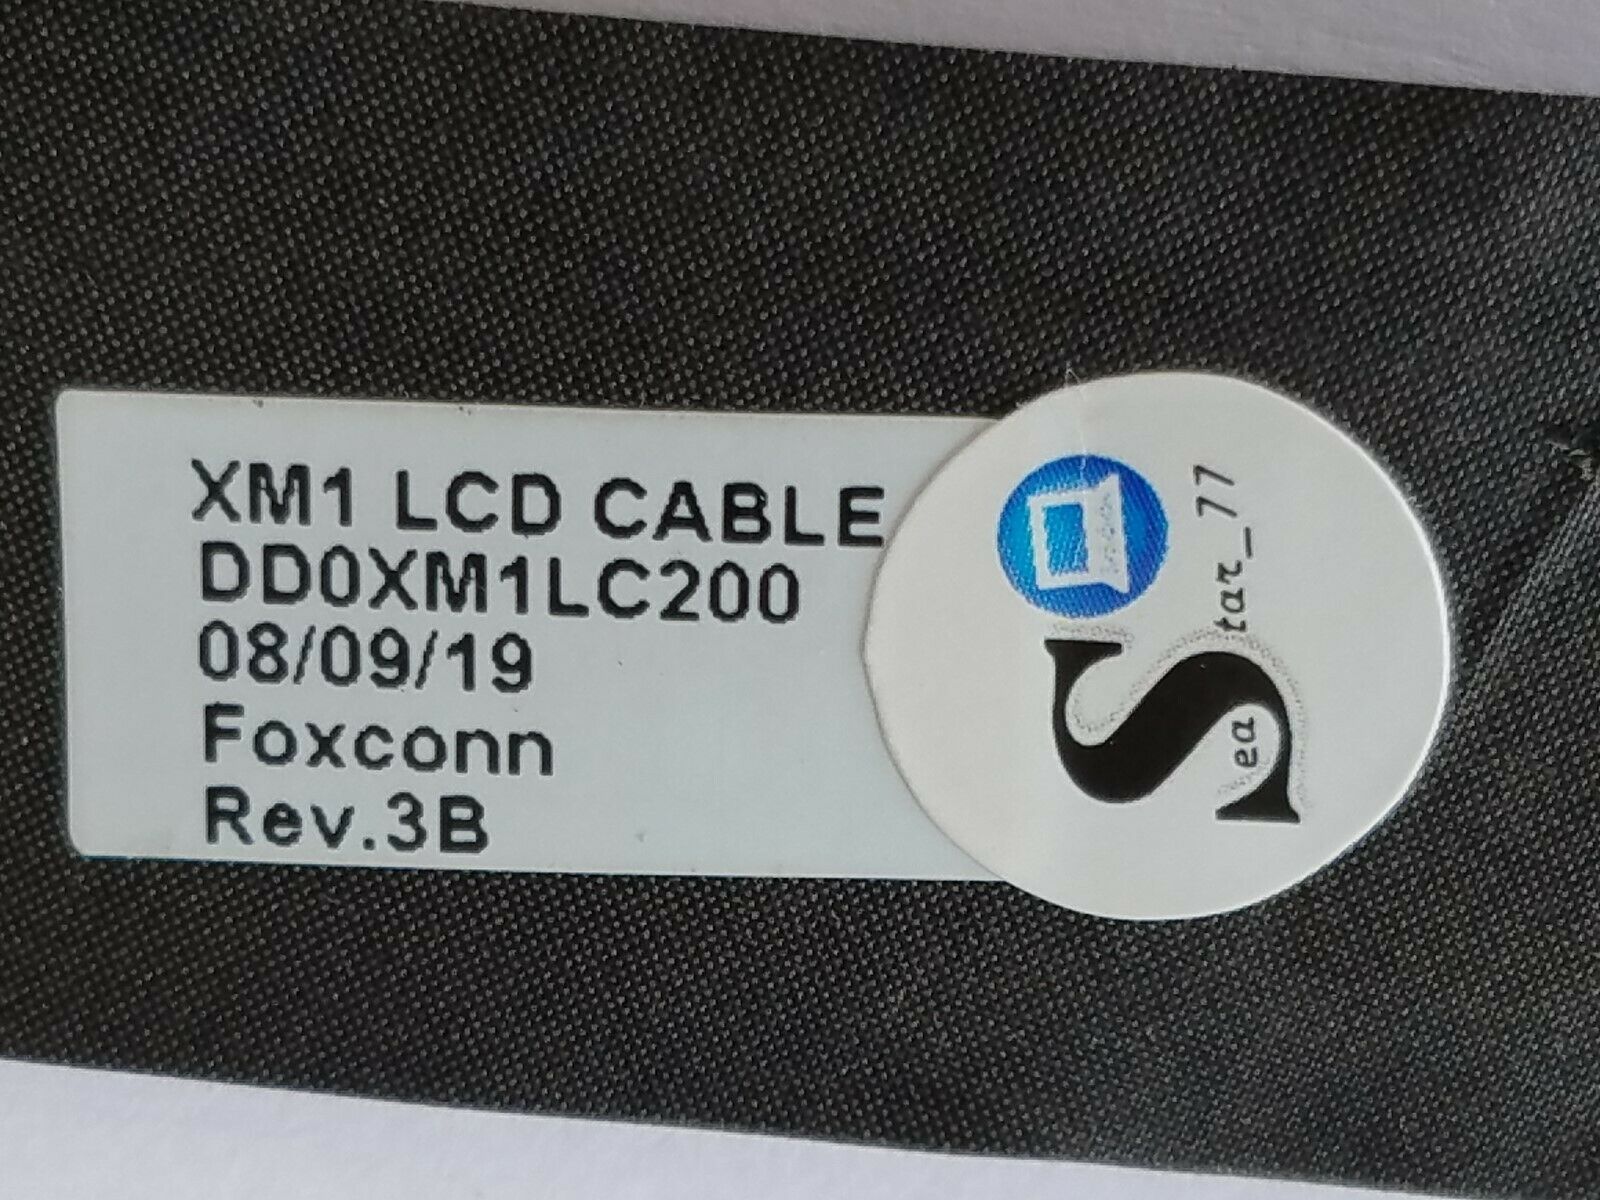 XM1 LCD CABLE
DD0XM1LC200
08/09/19
Foxconn
Rev.3B
Sea
Star_77